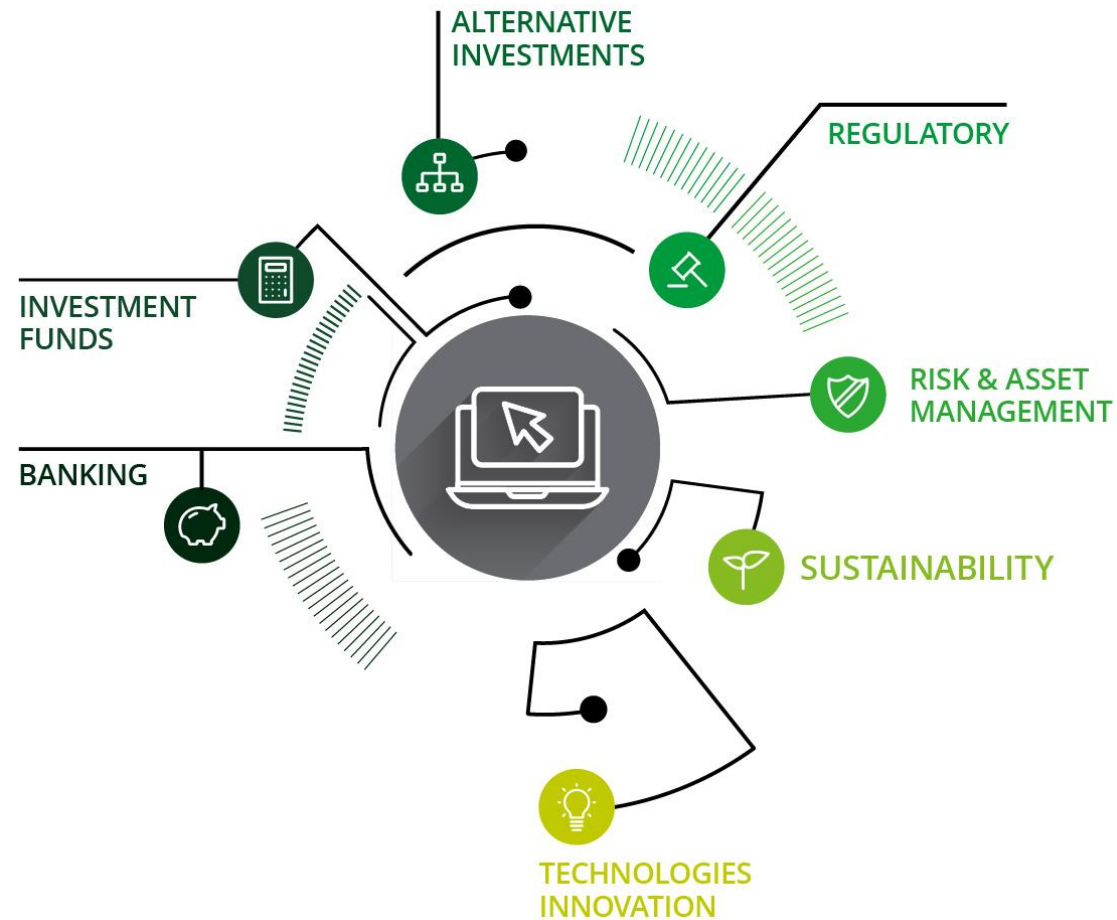 ALTERNATIVE
INVESTMENTS
REGULATORY
INVESTMENT
FUNDS
RISK & ASSET
MANAGEMENT
BANKING
SUSTAINABILITY
TECHNOLOGIES
INNOVATION